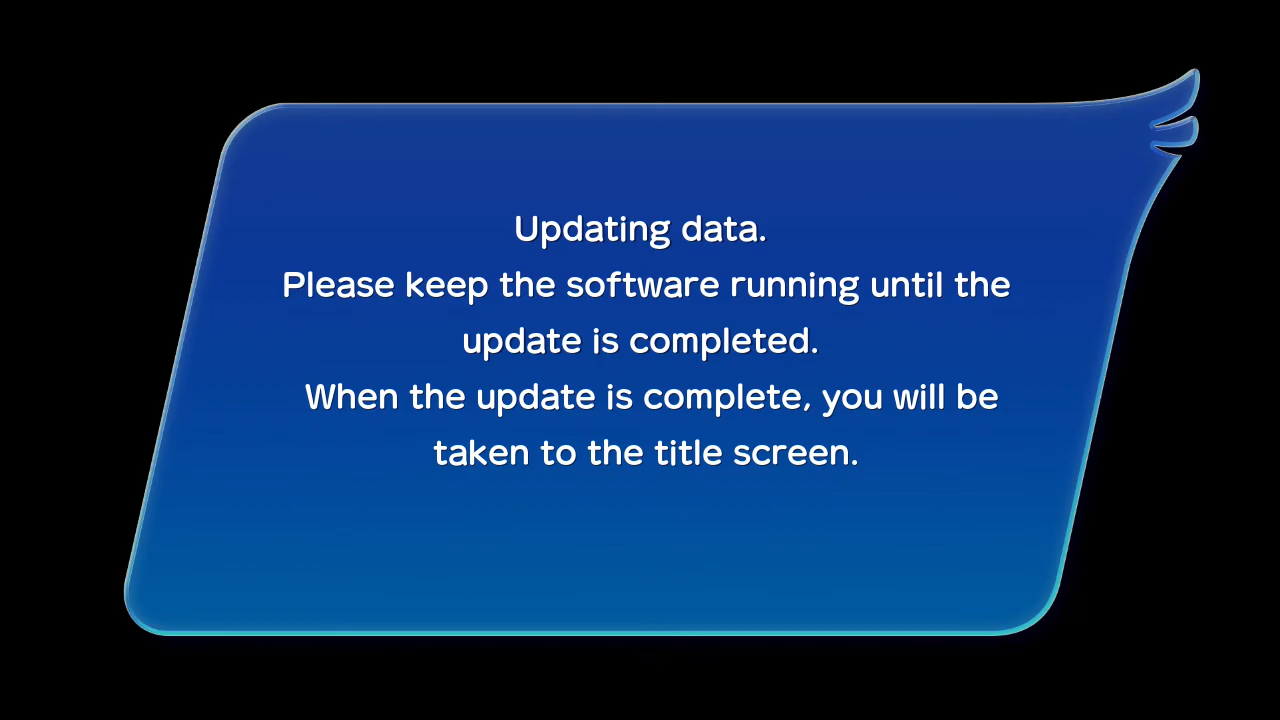 Updating data.
Please keep the software running until the
update is completed.
When the update is complete, you will be
taken to the title screen.